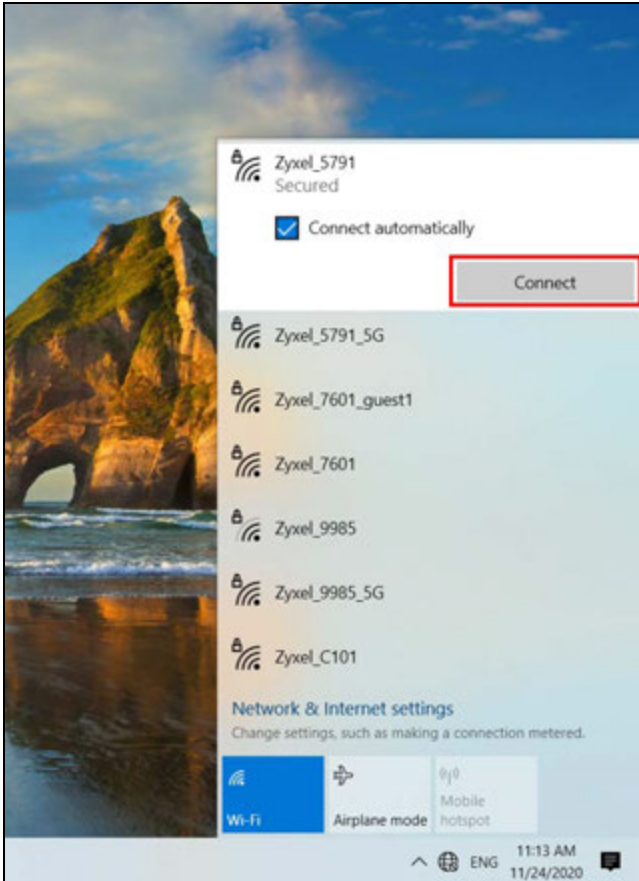 Zyxel_5791
Secured
Connect automatically
Connect
Zyxel_5791_5G
Zyxel_7601_guest1
Zyxel_7601
Zyxel_9985
Zyxel_9985_5G
Zyxel_C101
Network & Internet settings
Change settings, such as making a connection metered.
Wi-Fi
Airplane mode
Mobile
hotspot
ENG
11:13 AM
11/24/2020